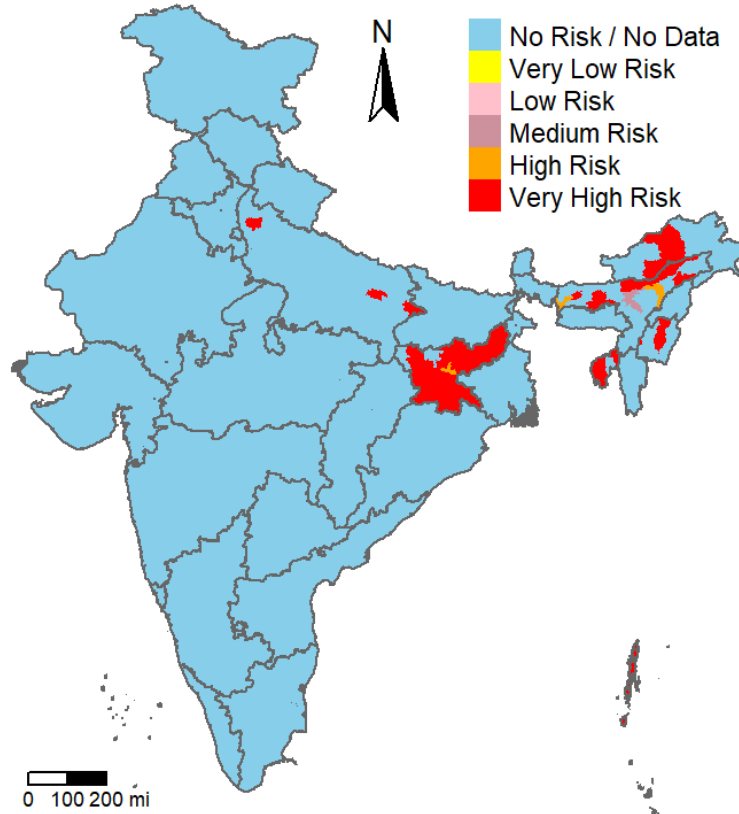 N
No Risk / No Data
Very Low Risk
Low Risk
Medium Risk
High Risk
Very High Risk
0 100 200 mi